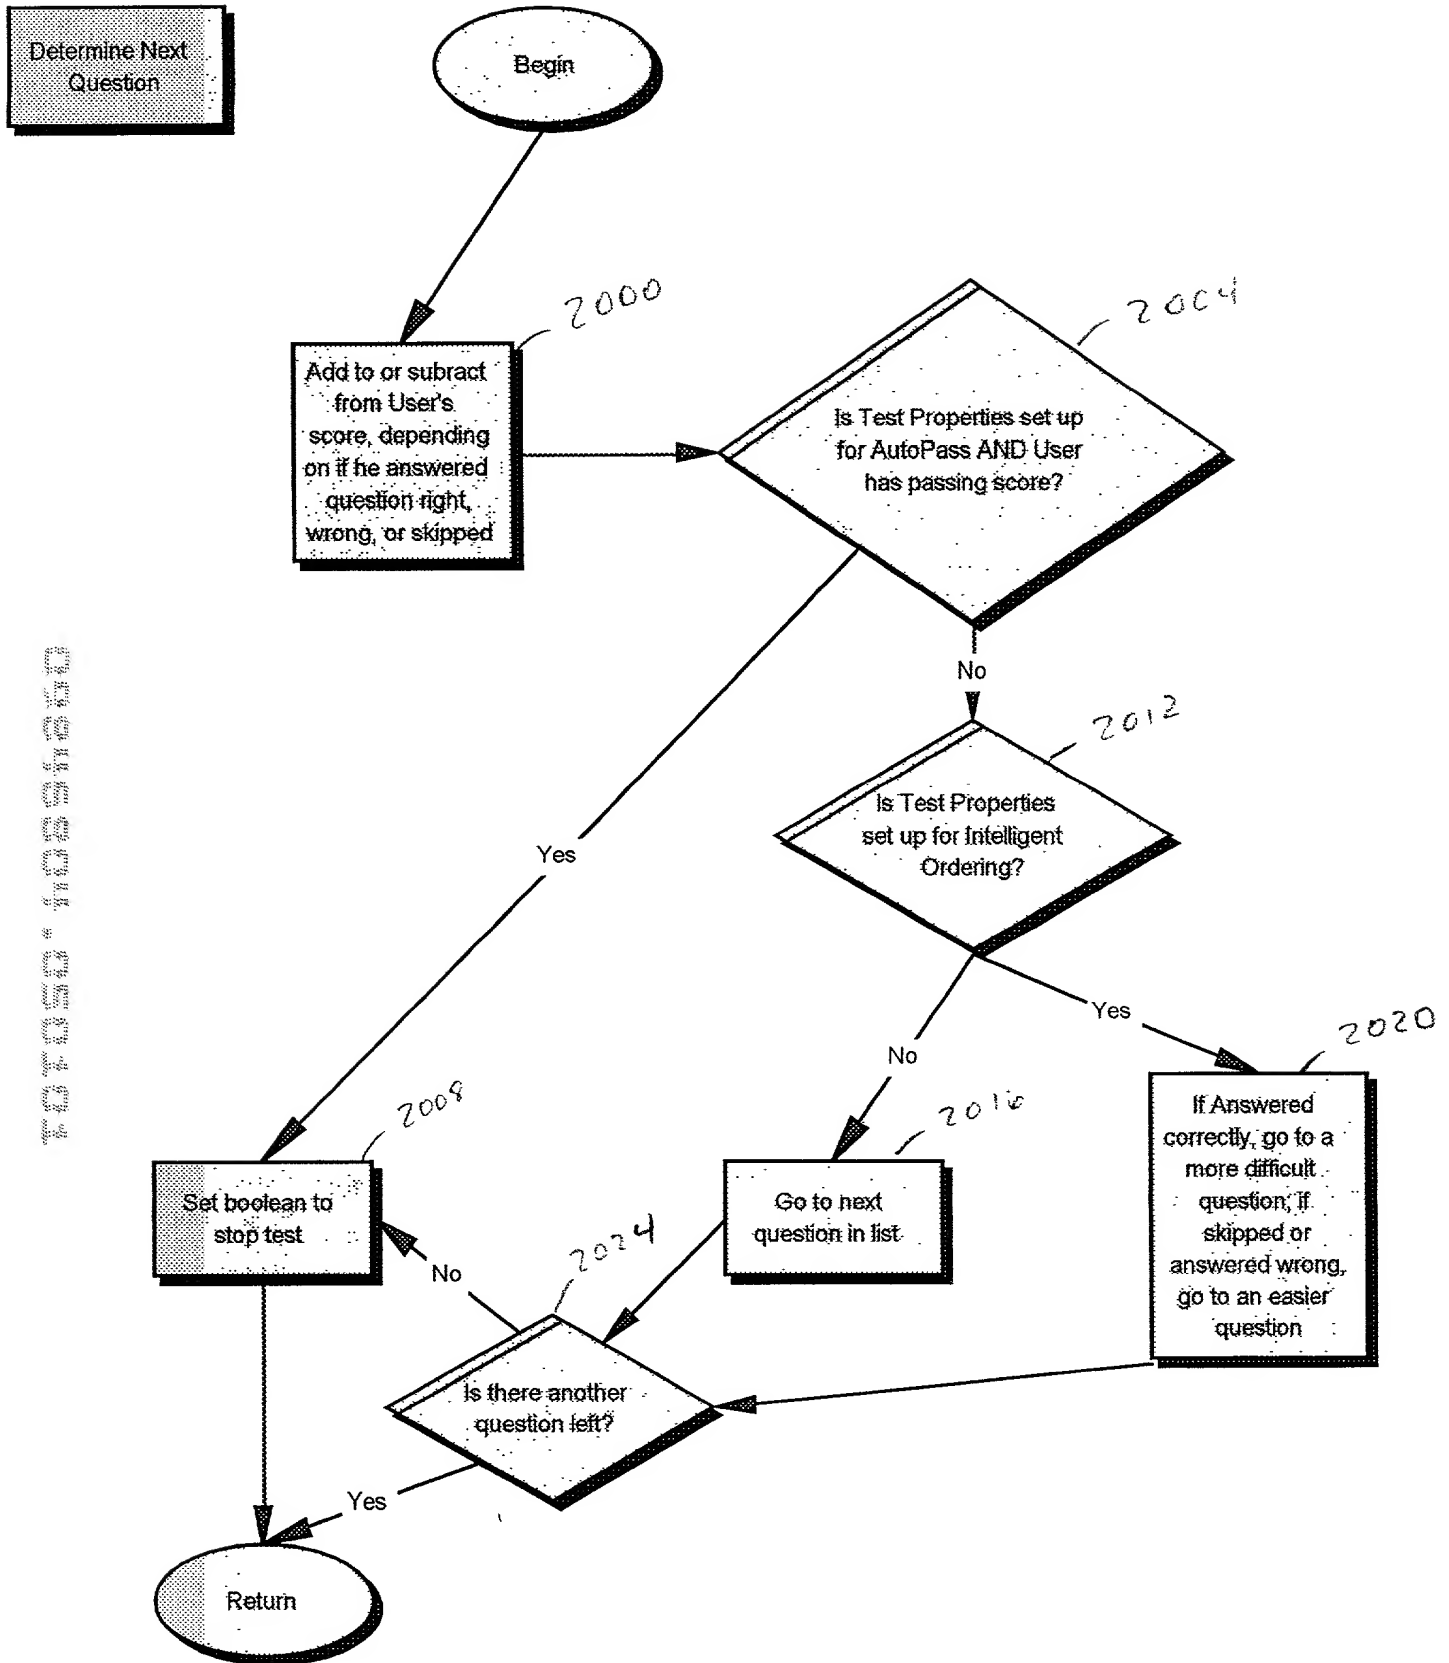 Determine Next
Question
Begin
2000
Add to or subract
from User's
score, depending
on if he answered
question right,
wrong, or skipped
2004
Is Test Properties set up
for AutoPass AND User
has passing score?
No
2012
Is Test Properties
set up for Intelligent
Ordering?
Yes
Yes
No
2020
If Answered
correctly, go to a
more difficult
question; if
skipped or
answered wrong,
go to an easier
question
2008
Set boolean to
stop test
2016
Go to next
question in list
No
2024
Is there another
question left?
Yes
Return